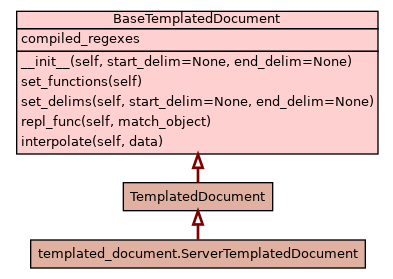 BaseTemplatedDocument
compiled_regexes
__init__(self, start_delim=None, end_delim=None)
set_functions(self)
set_delims(self, start_delim=None, end_delim=None)
repl_func(self, match_object)
interpolate(self, data)
TemplatedDocument
templated_document.ServerTemplatedDocument